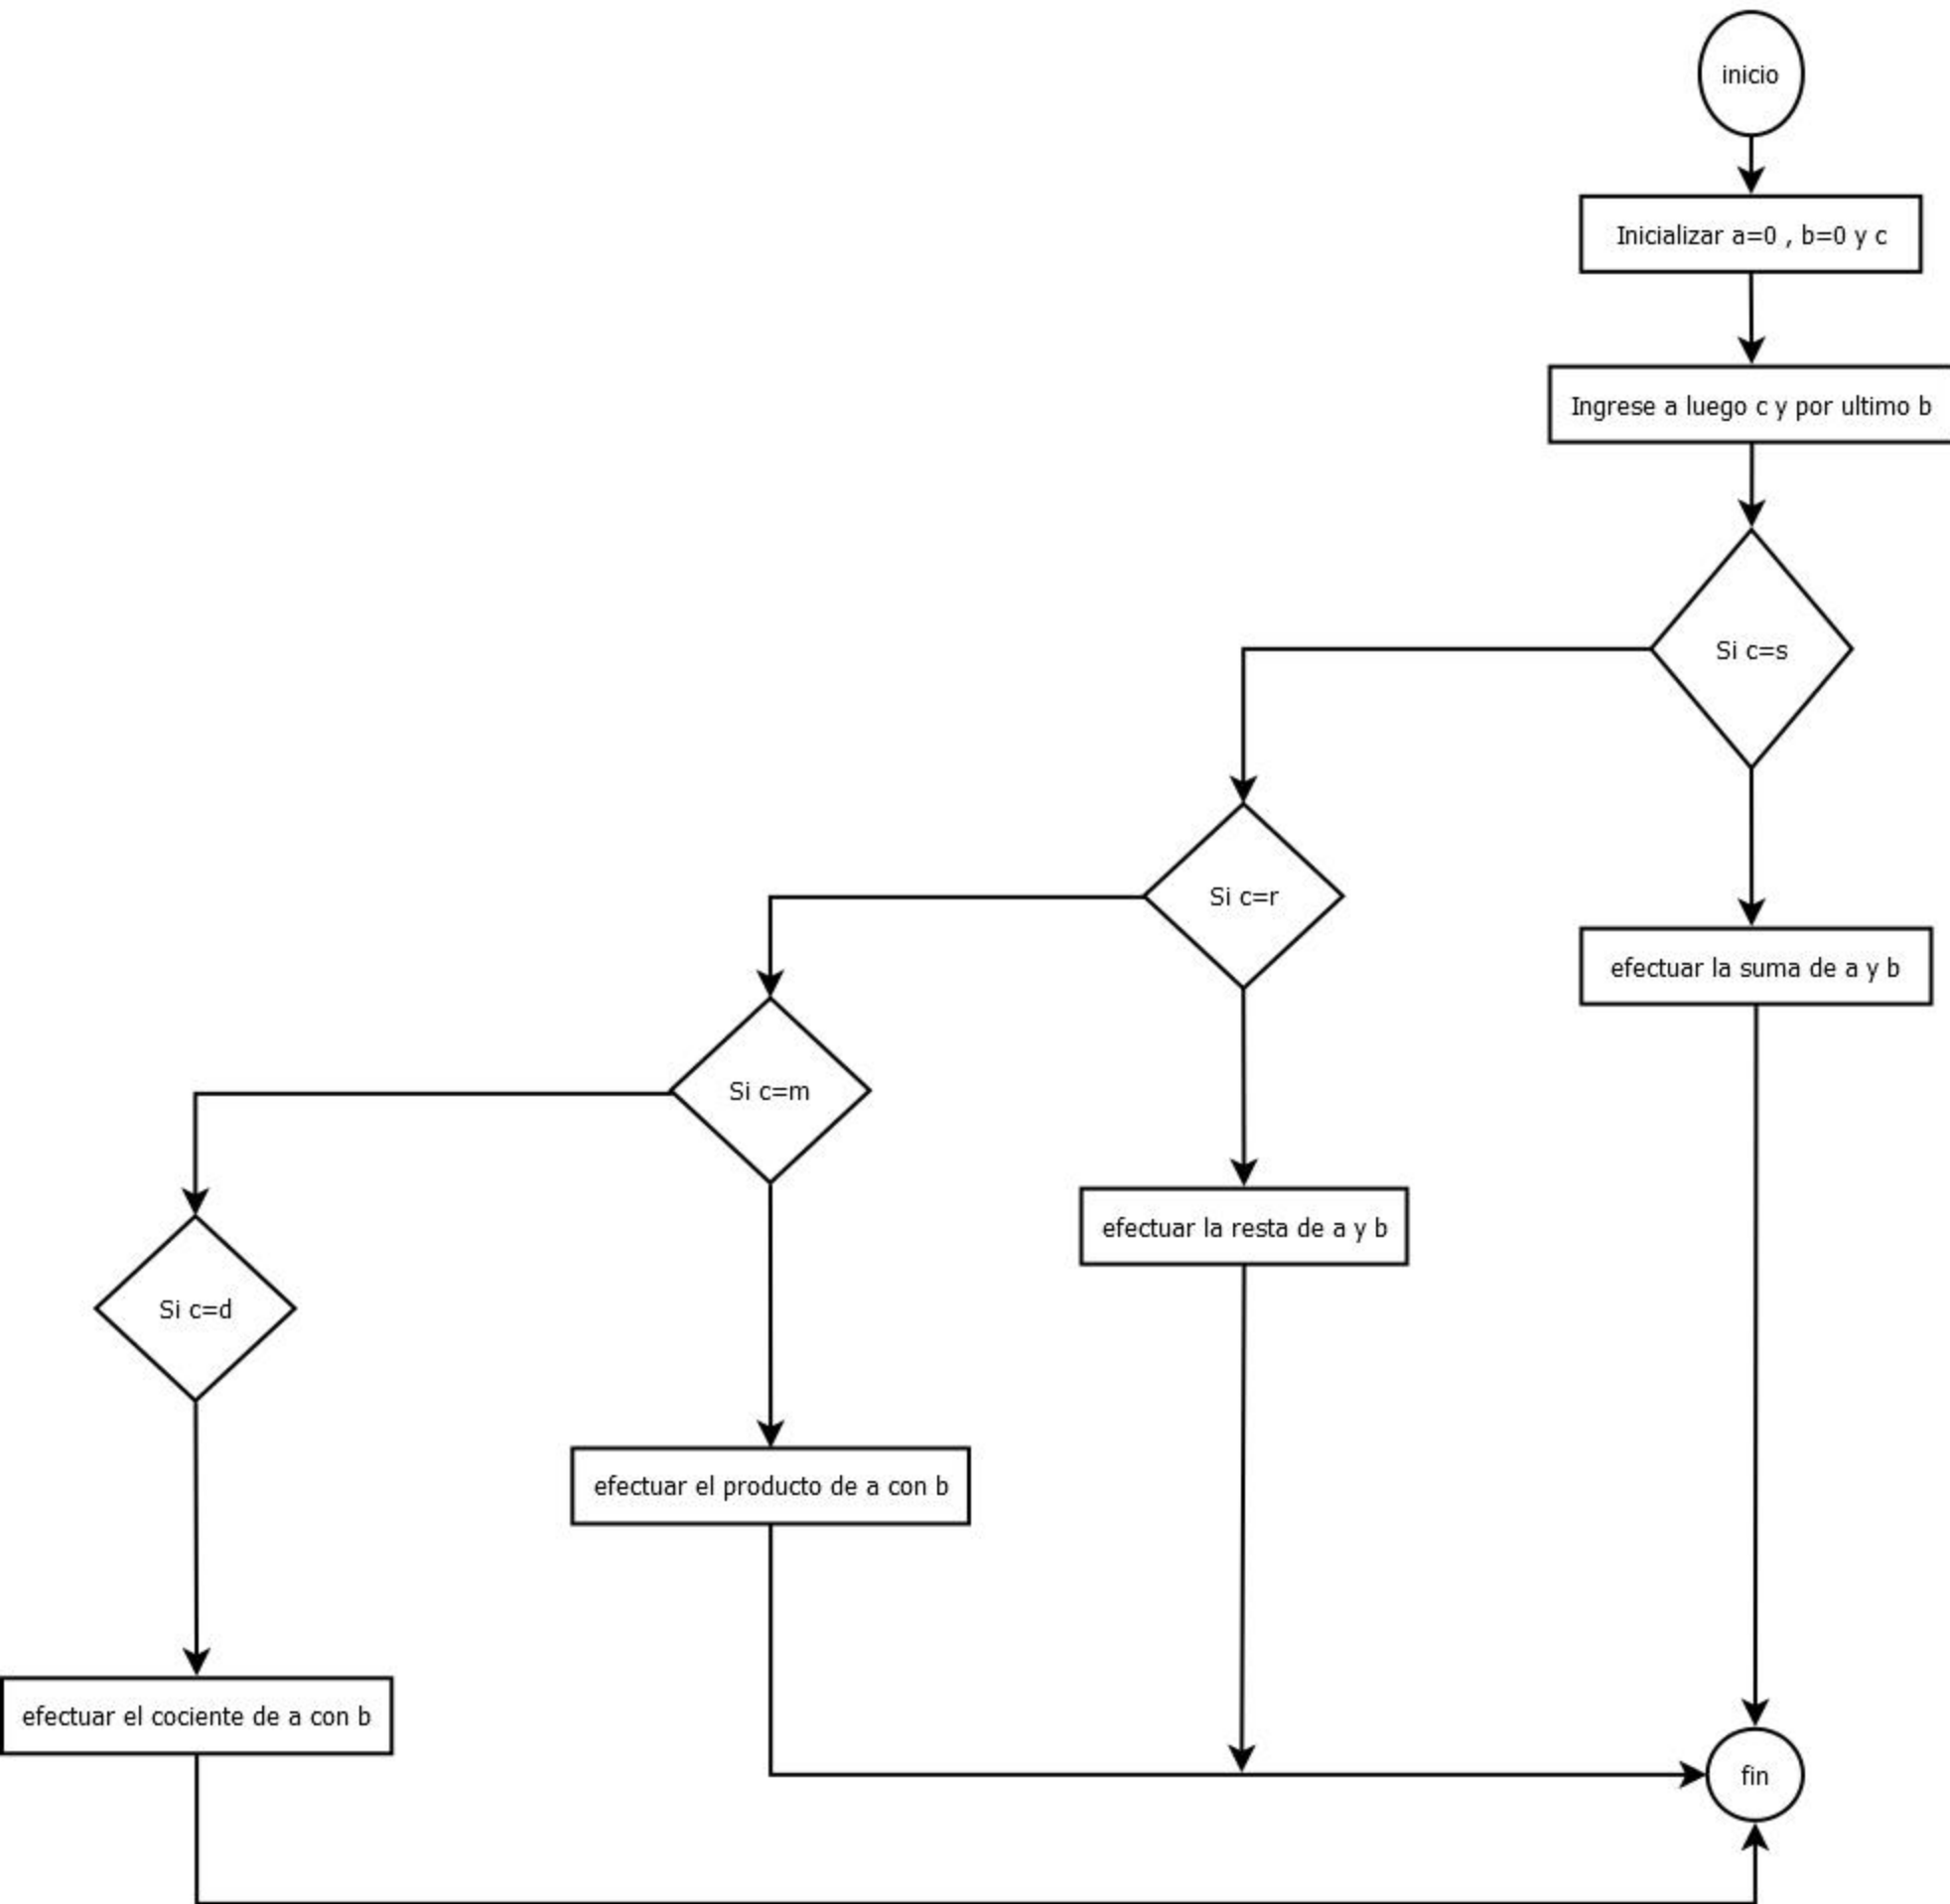 inicio
Inicializar a=0 , b=0 y c
Ingrese a luego c y por ultimo b
Si c=s
Si c=r
efectuar la suma de a y b
Si c=m
efectuar la resta de a y b
Si c=d
efectuar el producto de a con b
efectuar el cociente de a con b
fin